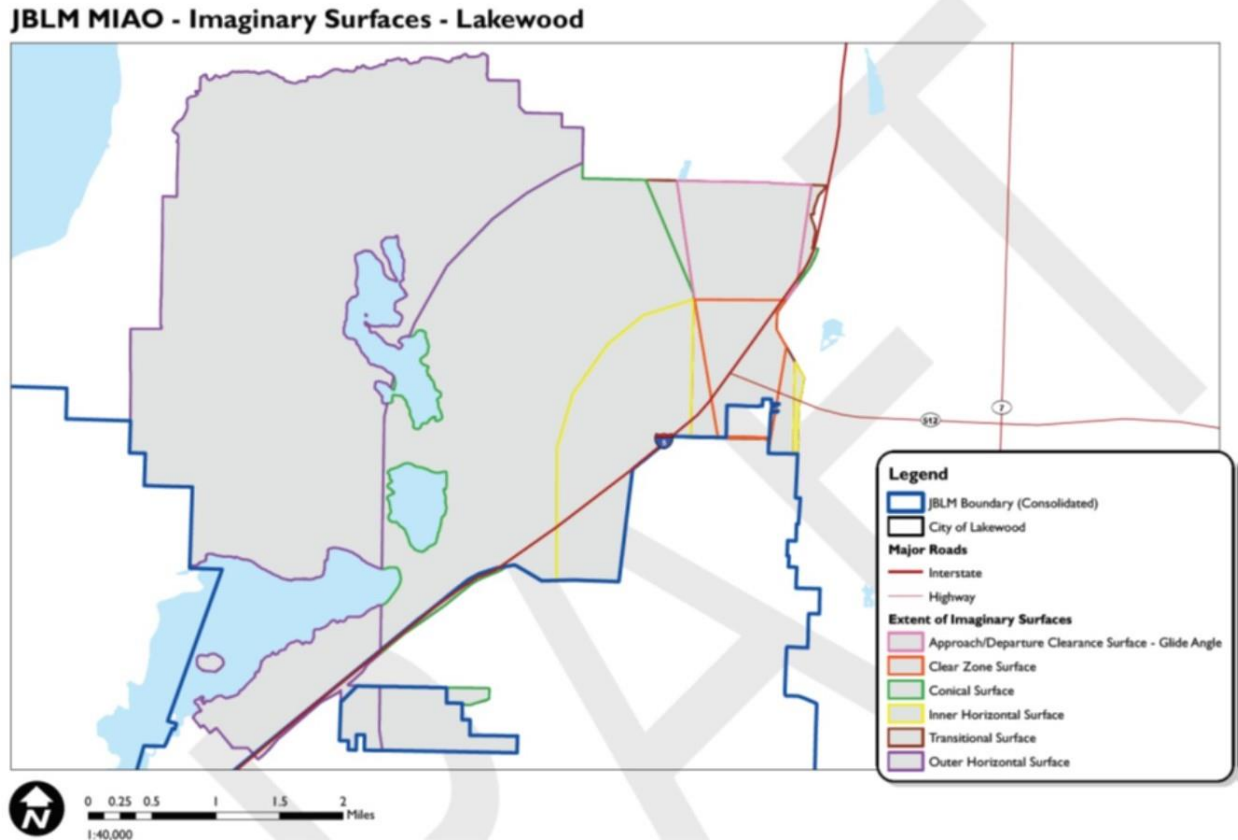 JBLM MIAO - Imaginary Surfaces - Lakewood
512
7
5
Legend
JBLM Boundary (Consolidated)
City of Lakewood
Major Roads
Interstate
Highway
Extent of Imaginary Surfaces
Approach/Departure Clearance Surface - Glide Angle
Clear Zone Surface
Conical Surface
Inner Horizontal Surface
Transitional Surface
Outer Horizontal Surface
N
0 0.25 0.5 1 1.5 2
Miles
1:40,000
DRAFT